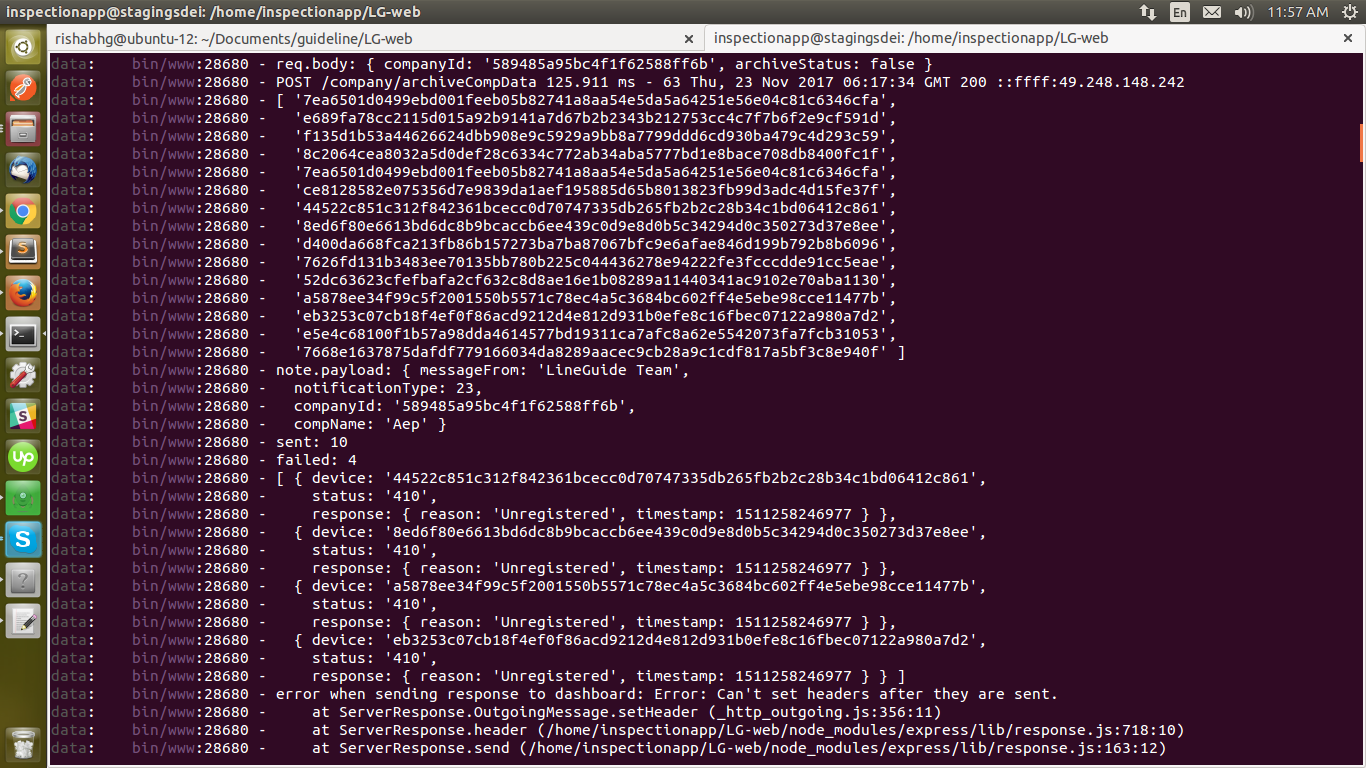 inspectionapp@stagingsdei: /home/inspectionapp/LG-web
En
11:57 AM
rishabhg@ubuntu-12: ~/Documents/guideline/LG-web
inspectionapp@stagingsdei: /home/inspectionapp/LG-web
data:    bin/www:28680 - req.body: { companyId: '589485a95bc4f1f62588ff6b', archiveStatus: false }
data:    bin/www:28680 - POST /company/archiveCompData 125.911 ms - 63 Thu, 23 Nov 2017 06:17:34 GMT 200 ::ffff:49.248.148.242
data:    bin/www:28680 - [ '7ea6501d0499ebd001feeb05b82741a8aa54e5da5a64251e56e04c81c6346cfa',
data:    bin/www:28680 -   'e689fa78cc2115d015a92b9141a7d67b2b2343b212753cc4c7f7b6f2e9cf591d',
data:    bin/www:28680 -   'f135d1b53a44626624dbb908e9c5929a9bb8a7799ddd6cd930ba479c4d293c59',
data:    bin/www:28680 -   '8c2064cea8032a5d0def28c6334c772ab34aba5777bd1e8bace708db8400fc1f',
data:    bin/www:28680 -   '7ea6501d0499ebd001feeb05b82741a8aa54e5da5a64251e56e04c81c6346cfa',
data:    bin/www:28680 -   'ce8128582e075356d7e9839da1aef195885d65b8013823fb99d3adc4d15fe37f',
data:    bin/www:28680 -   '44522c851c312f842361bcecc0d70747335db265fb2b2c28b34c1bd06412c861',
data:    bin/www:28680 -   '8ed6f80e6613bd6dc8b9bcaccb6ee439c0d9e8d0b5c34294d0c350273d37e8ee',
data:    bin/www:28680 -   'd400da668fca213fb86b157273ba7ba87067bfc9e6afae846d199b792b8b6096',
data:    bin/www:28680 -   '7626fd131b3483ee70135bb780b225c044436278e94222fe3fcccdde91cc5eae',
data:    bin/www:28680 -   '52dc63623cfefbafa2cf632c8d8ae16e1b08289a11440341ac9102e70aba1130',
data:    bin/www:28680 -   'a5878ee34f99c5f2001550b5571c78ec4a5c3684bc602ff4e5ebe98cce11477b',
data:    bin/www:28680 -   'eb3253c07cb18f4ef0f86acd9212d4e812d931b0efe8c16fbec07122a980a7d2',
data:    bin/www:28680 -   'e5e4c68100f1b57a98dda4614577bd19311ca7afc8a62e5542073fa7fcb31053',
data:    bin/www:28680 -   '7668e1637875dafdf779166034da8289aacec9cb28a9c1cdf817a5bf3c8e940f' ]
data:    bin/www:28680 - note.payload: { messageFrom: 'LineGuide Team',
data:    bin/www:28680 -   notificationType: 23,
data:    bin/www:28680 -   companyId: '589485a95bc4f1f62588ff6b',
data:    bin/www:28680 -   compName: 'Aep' }
data:    bin/www:28680 - sent: 10
data:    bin/www:28680 - failed: 4
data:    bin/www:28680 - [ { device: '44522c851c312f842361bcecc0d70747335db265fb2b2c28b34c1bd06412c861',
data:    bin/www:28680 -     status: '410',
data:    bin/www:28680 -     response: { reason: 'Unregistered', timestamp: 1511258246977 } },
data:    bin/www:28680 -   { device: '8ed6f80e6613bd6dc8b9bcaccb6ee439c0d9e8d0b5c34294d0c350273d37e8ee',
data:    bin/www:28680 -     status: '410',
data:    bin/www:28680 -     response: { reason: 'Unregistered', timestamp: 1511258246977 } },
data:    bin/www:28680 -   { device: 'a5878ee34f99c5f2001550b5571c78ec4a5c3684bc602ff4e5ebe98cce11477b',
data:    bin/www:28680 -     status: '410',
data:    bin/www:28680 -     response: { reason: 'Unregistered', timestamp: 1511258246977 } },
data:    bin/www:28680 -   { device: 'eb3253c07cb18f4ef0f86acd9212d4e812d931b0efe8c16fbec07122a980a7d2',
data:    bin/www:28680 -     status: '410',
data:    bin/www:28680 -     response: { reason: 'Unregistered', timestamp: 1511258246977 } } ]
data:    bin/www:28680 - error when sending response to dashboard: Error: Can't set headers after they are sent.
data:    bin/www:28680 -     at ServerResponse.OutgoingMessage.setHeader (_http_outgoing.js:356:11)
data:    bin/www:28680 -     at ServerResponse.header (/home/inspectionapp/LG-web/node_modules/express/lib/response.js:718:10)
data:    bin/www:28680 -     at ServerResponse.send (/home/inspectionapp/LG-web/node_modules/express/lib/response.js:163:12)